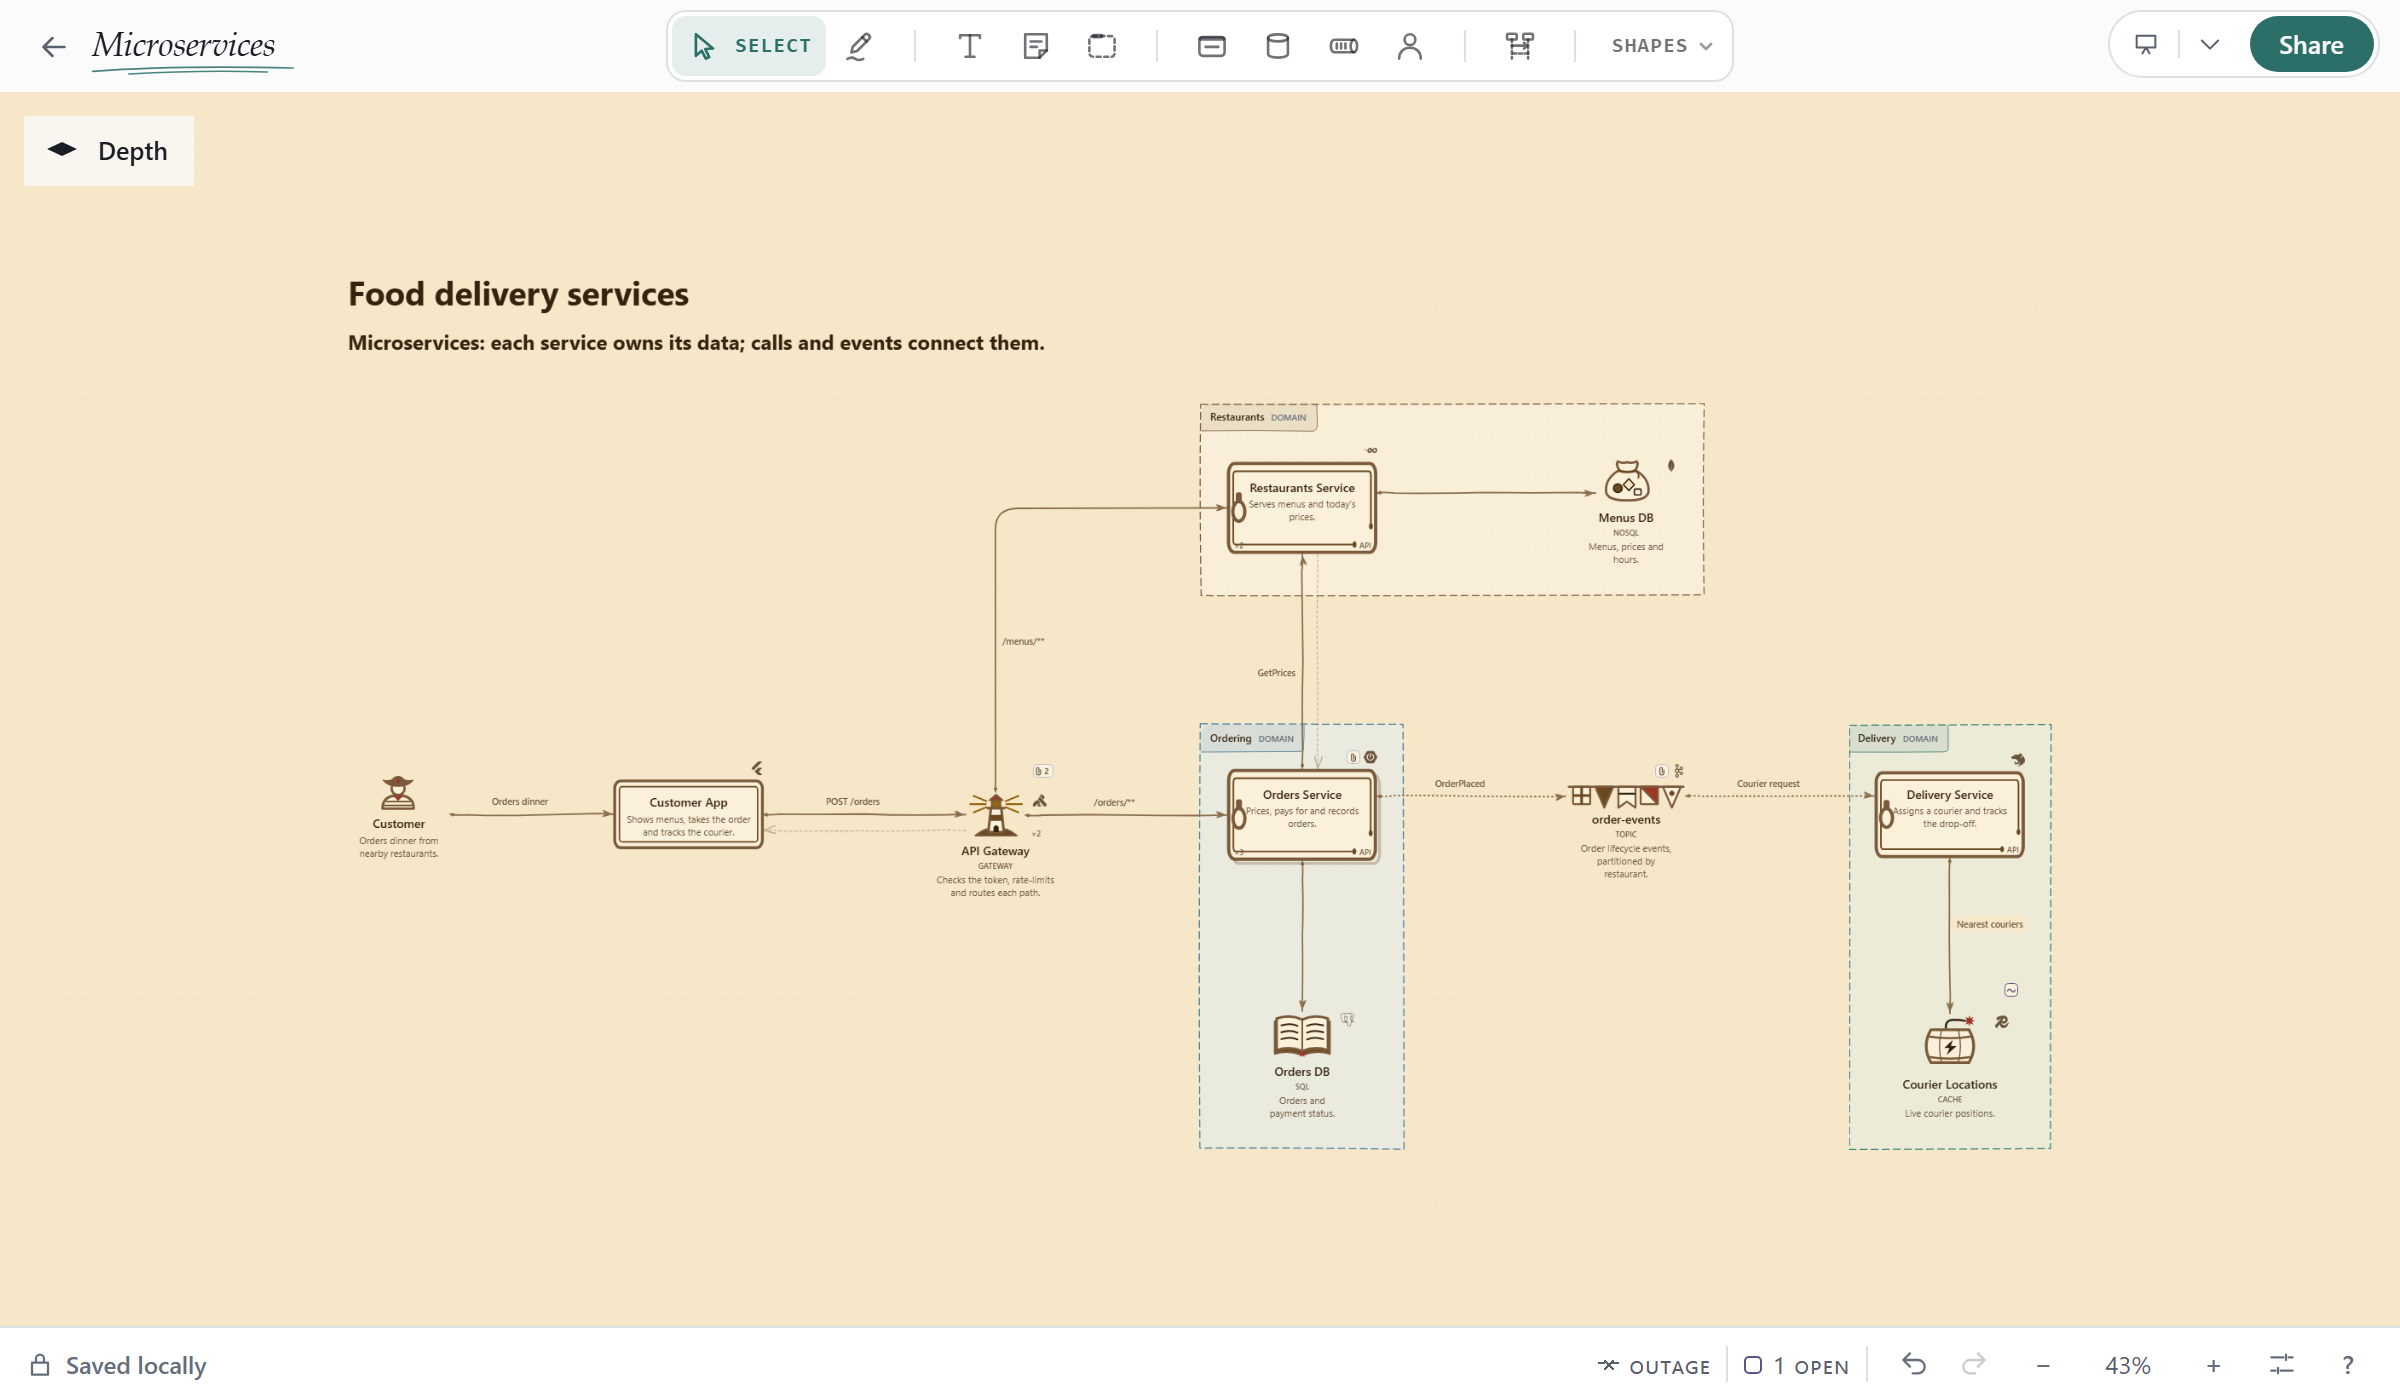 Microservices
SELECT
SHAPES
Share
Depth
Food delivery services
Microservices: each service owns its data; calls and events connect them.
Restaurants DOMAIN
Restaurants Service
Serves menus and today's
prices.
×2
API
Menus DB
NOSQL
Menus, prices and
hours.
/menus/**
GetPrices
Ordering DOMAIN
Delivery DOMAIN
Customer
Orders dinner from
nearby restaurants.
Orders dinner
Customer App
Shows menus, takes the order
and tracks the courier.
POST /orders
2
×2
API Gateway
GATEWAY
Checks the token, rate-limits
and routes each path.
/orders/**
Orders Service
Prices, pays for and records
orders.
×3
API
OrderPlaced
order-events
TOPIC
Order lifecycle events,
partitioned by
restaurant.
Courier request
Delivery Service
Assigns a courier and tracks
the drop-off.
API
Nearest couriers
Orders DB
SQL
Orders and
payment status.
Courier Locations
CACHE
Live courier positions.
Saved locally
OUTAGE
1 OPEN
− 43% + ?